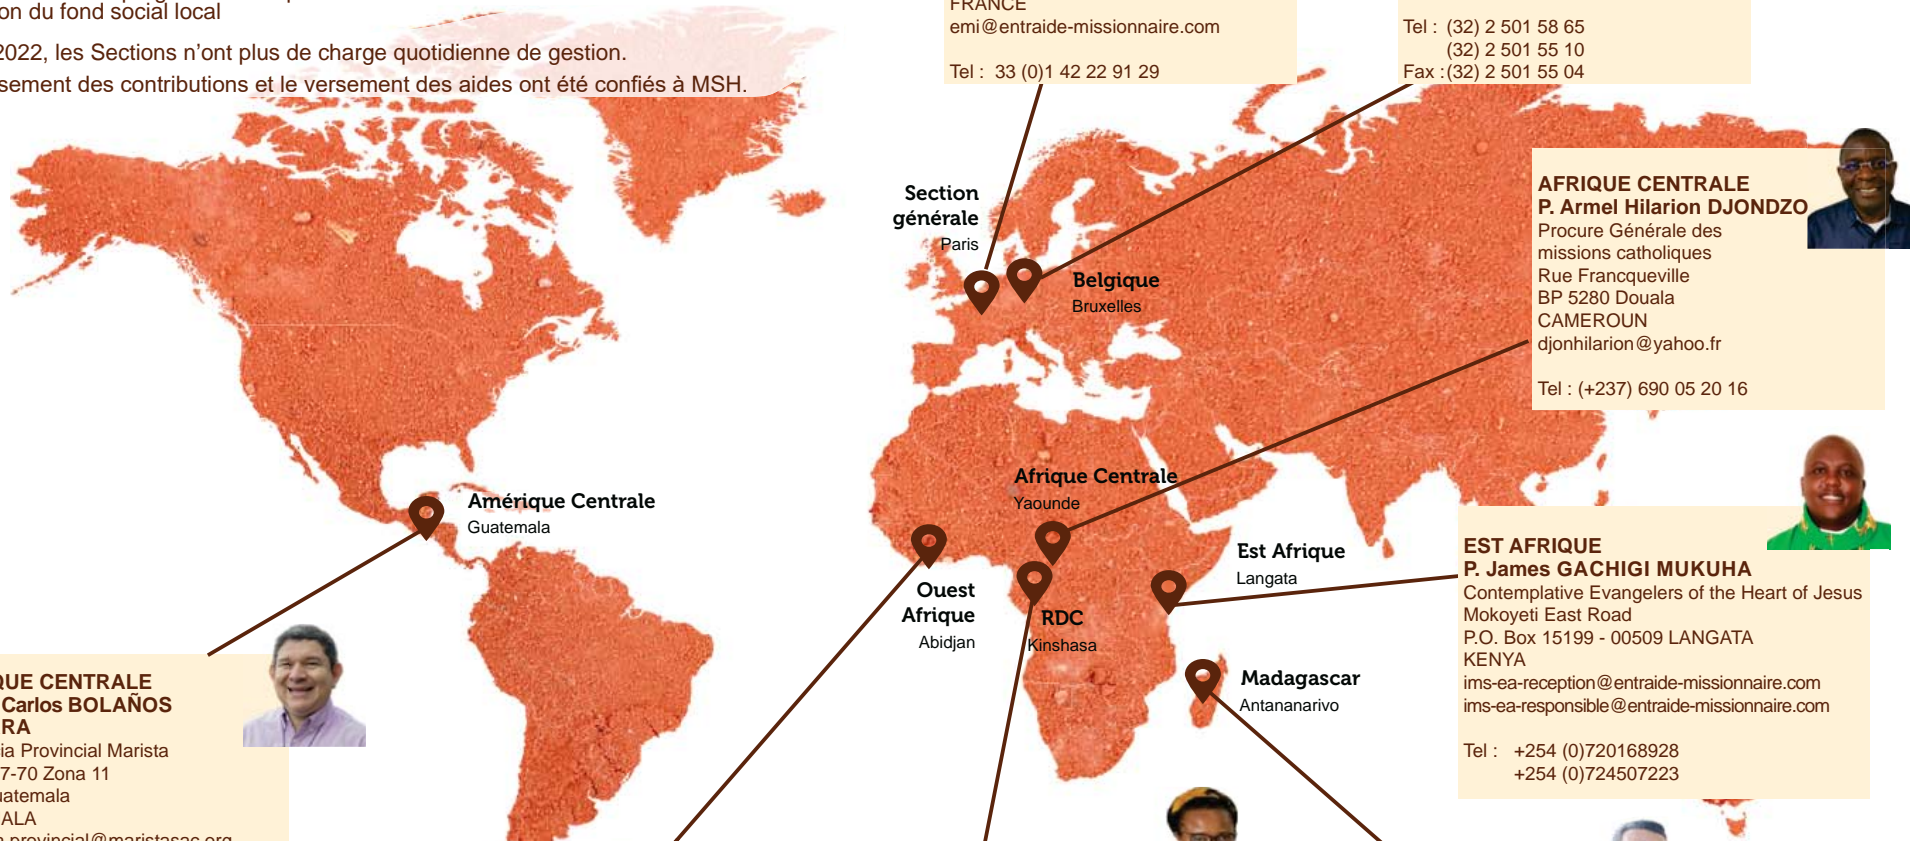 on du fond social local
2022, les Sections n'ont plus de charge quotidienne de gestion.
sement des contributions et le versement des aides ont été confiés à MSH.
FRANCE
emi@entraide-missionnaire.com
Tel : 33 (0)1 42 22 91 29
Tel : (32) 2 501 58 65
(32) 2 501 55 10
Fax :(32) 2 501 55 04
Section
générale
Paris
Belgique
Bruxelles
AFRIQUE CENTRALE
P. Armel Hilarion DJONDZO
Procure Générale des
missions catholiques
Rue Francqueville
BP 5280 Douala
CAMEROUN
djonhilarion@yahoo.fr
Tel : (+237) 690 05 20 16
Amérique Centrale
Guatemala
Afrique Centrale
Yaounde
Ouest
Afrique
Abidjan
RDC
Kinshasa
Est Afrique
Langata
Madagascar
Antananarivo
EST AFRIQUE
P. James GACHIGI MUKUHA
Contemplative Evangelers of the Heart of Jesus
Mokoyeti East Road
P.O. Box 15199 - 00509 LANGATA
KENYA
ims-ea-reception@entraide-missionnaire.com
ims-ea-responsible@entraide-missionnaire.com
Tel : +254 (0)720168928
+254 (0)724507223
QUE CENTRALE
Carlos BOLAÑOS
RA
ia Provincial Marista
7-70 Zona 11
uatemala
ALA
provincial@maristasac.org